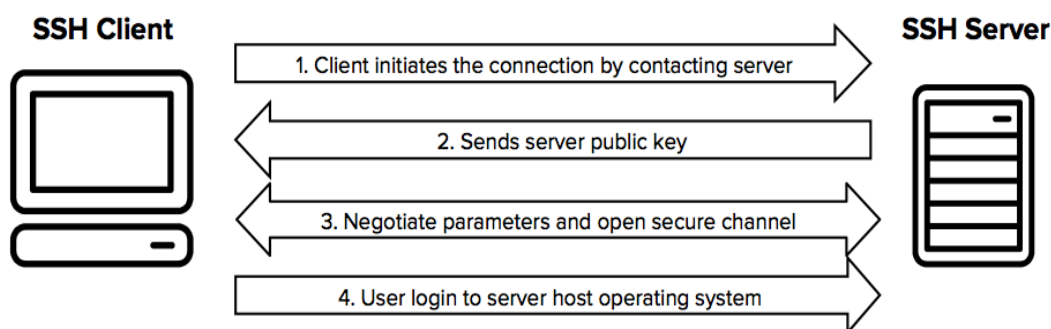 SSH Client
SSH Server
1. Client initiates the connection by contacting server
2. Sends server public key
3. Negotiate parameters and open secure channel
4. User login to server host operating system